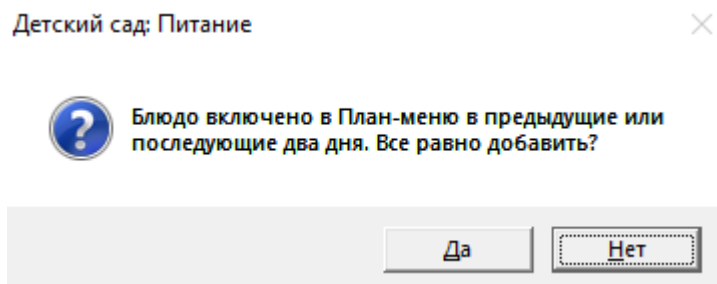 Детский сад: Питание
Блюдо включено в План-меню в предыдущие или
последующие два дня. Все равно добавить?
Да
Нет